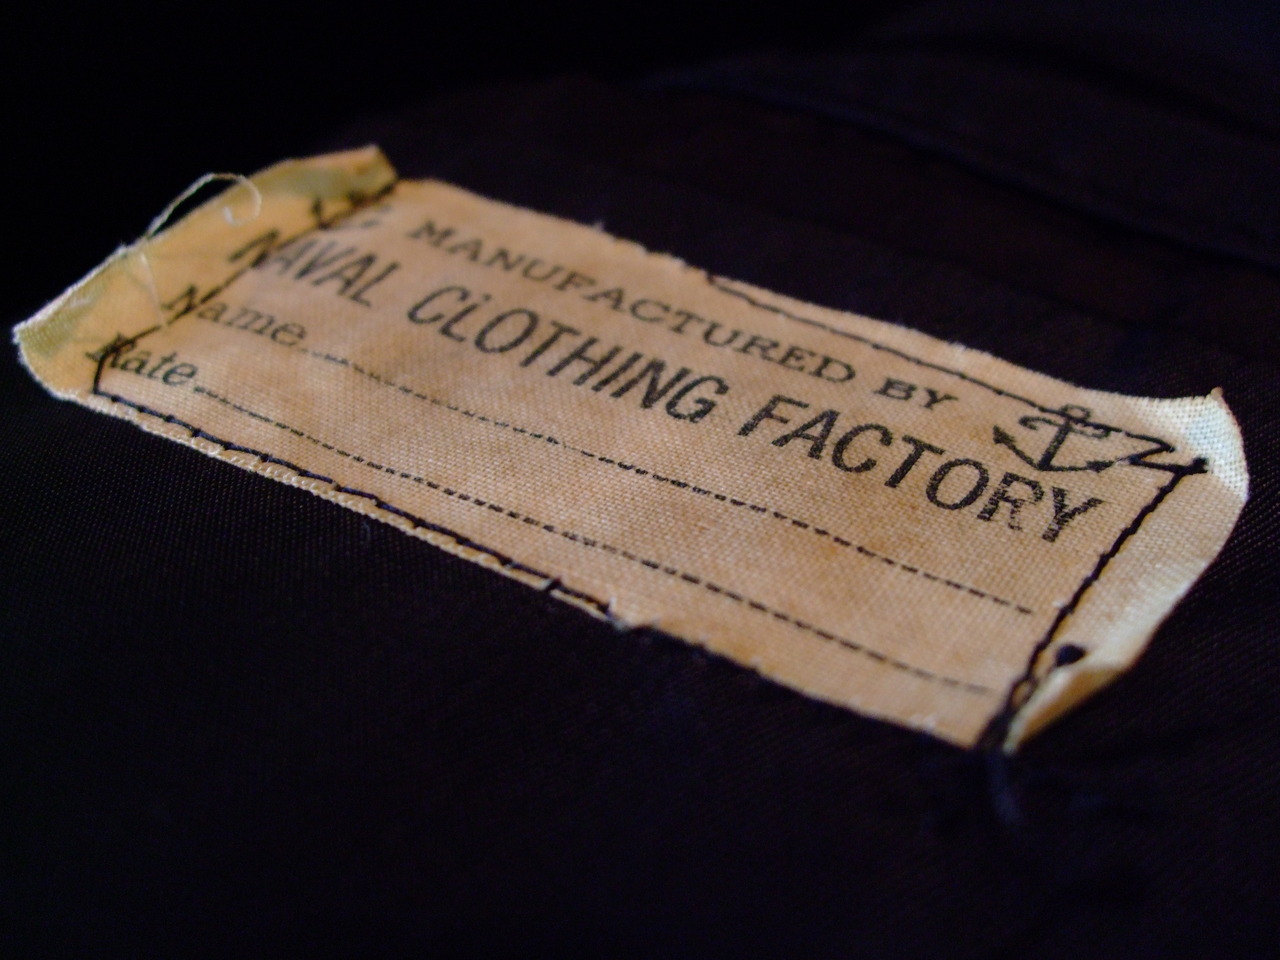 MANUFACTURED BY
NAVAL CLOTHING FACTORY
Name
Rate